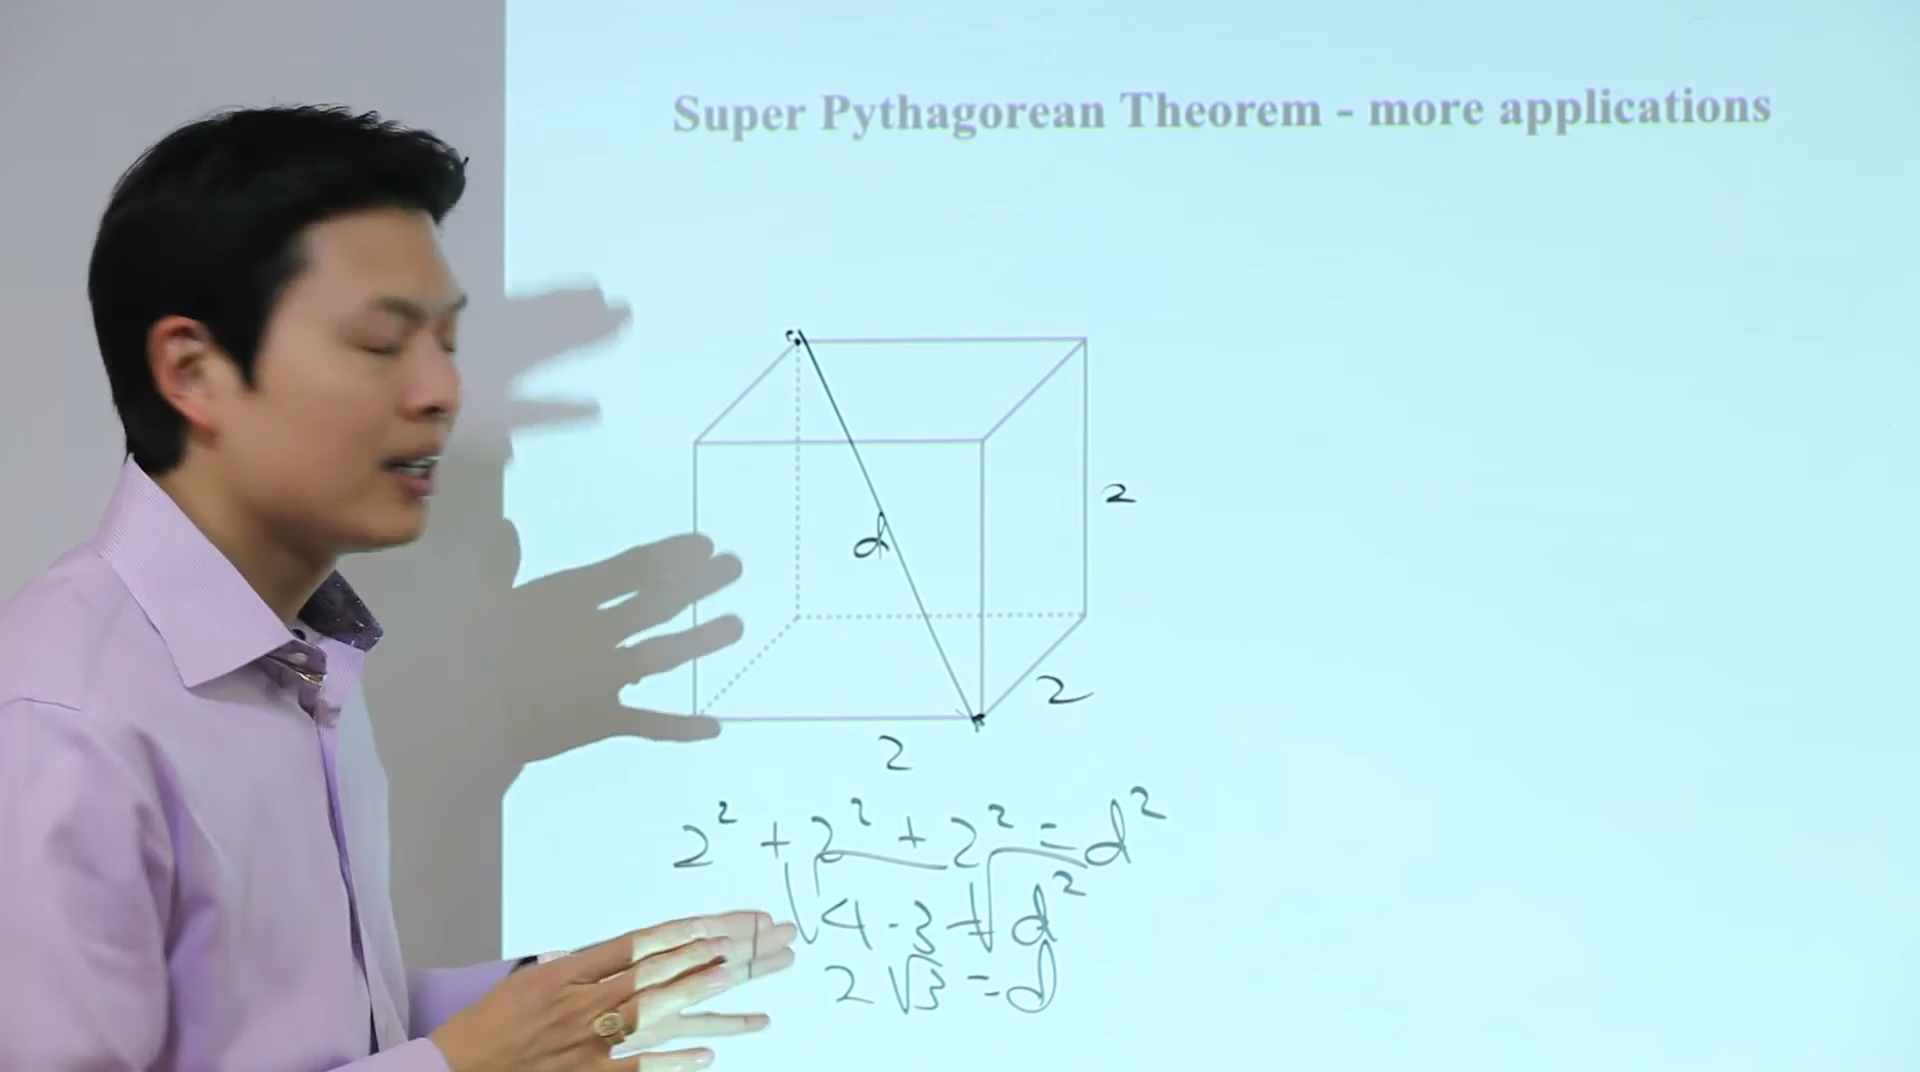 Super Pythagorean Theorem - more applications
2
d
2
2
2² + 2² + 2² = d²
√4·3 = √d²
2√3 = d